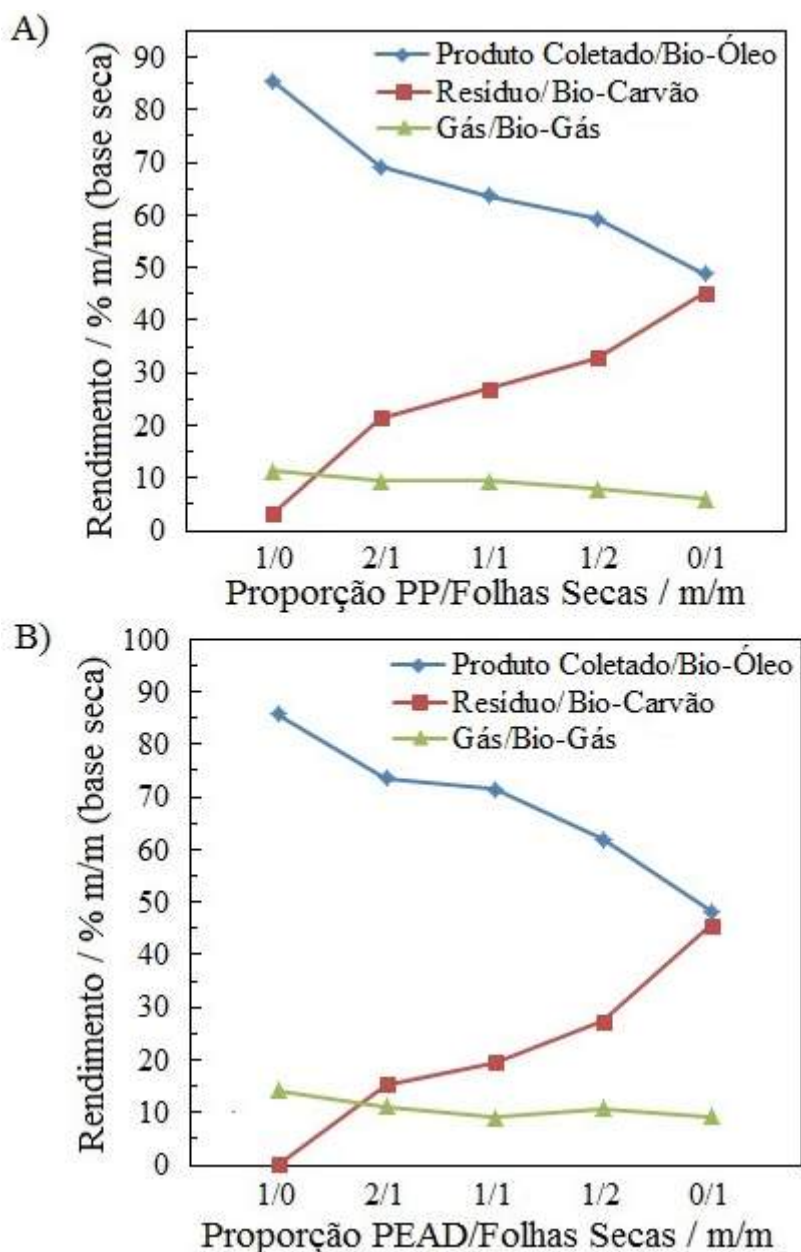 A)
Rendimento / % m/m (base seca)
90
80
70
60
50
40
30
20
10
0
Produto Coletado/Bio-Óleo
Resíduo/Bio-Carvão
Gás/Bio-Gás
1/0 2/1 1/1 1/2 0/1
Proporção PP/Folhas Secas / m/m
B)
Rendimento / % m/m (base seca)
100
90
80
70
60
50
40
30
20
10
0
Produto Coletado/Bio-Óleo
Resíduo/Bio-Carvão
Gás/Bio-Gás
1/0 2/1 1/1 1/2 0/1
Proporção PEAD/Folhas Secas / m/m